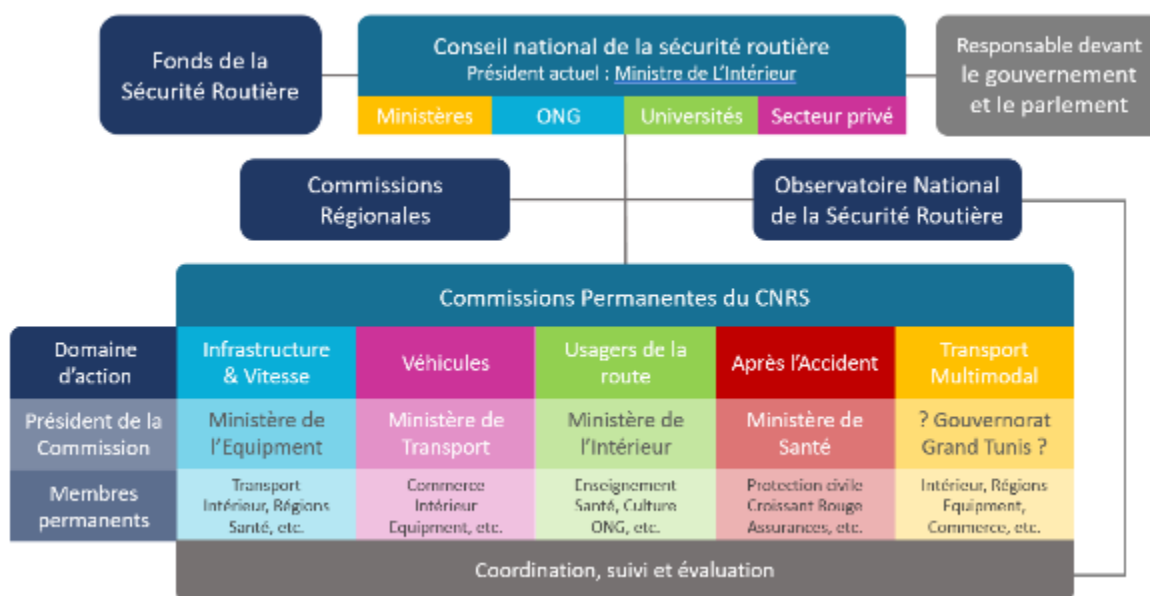 Fonds de la
Sécurité Routière
Conseil national de la sécurité routière
Président actuel : Ministre de L'Intérieur
Responsable devant
le gouvernement
et le parlement
Ministères
ONG
Universités
Secteur privé
Commissions
Régionales
Observatoire National
de la Sécurité Routière
Commissions Permanentes du CNRS
Domaine
d'action
Infrastructure
& Vitesse
Véhicules
Usagers de la
route
Après l'Accident
Transport
Multimodal
Président de la
Commission
Ministère de
l'Equipment
Ministère de
Transport
Ministère de
l'Intérieur
Ministère de
Santé
? Gouvernorat
Grand Tunis ?
Membres
permanents
Transport
Intérieur, Régions
Santé, etc.
Commerce
Intérieur
Equipment, etc.
Enseignement
Santé, Culture
ONG, etc.
Protection civile
Croissant Rouge
Assurances, etc.
Intérieur, Régions
Equipment,
Commerce, etc.
Coordination, suivi et évaluation